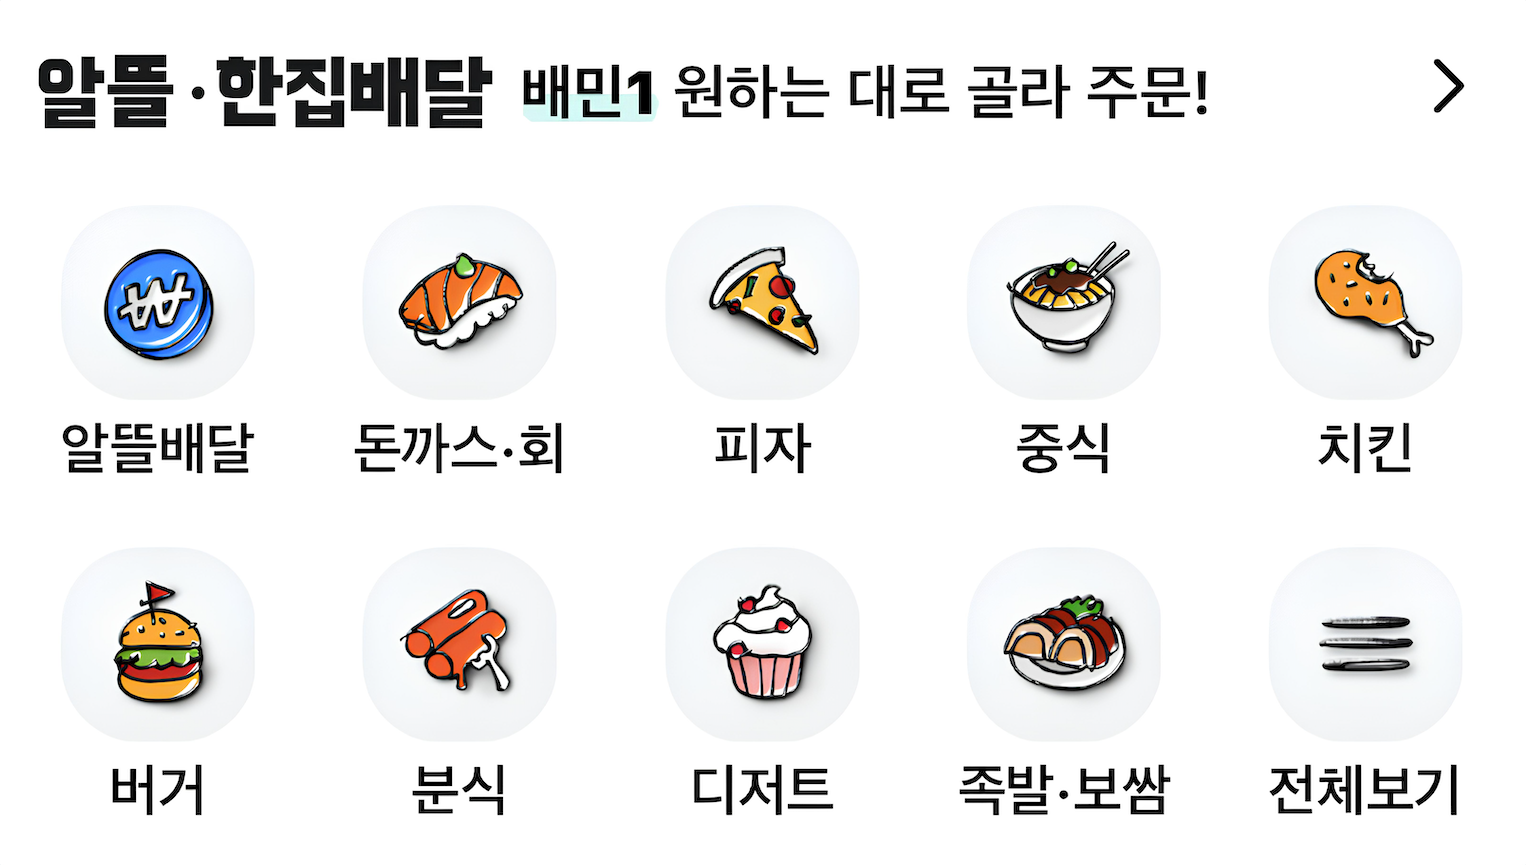 알뜰·한집배달 배민1 원하는 대로 골라 주문!
알뜰배달 돈까스·회 피자 중식 치킨
버거 분식 디저트 족발·보쌈 전체보기